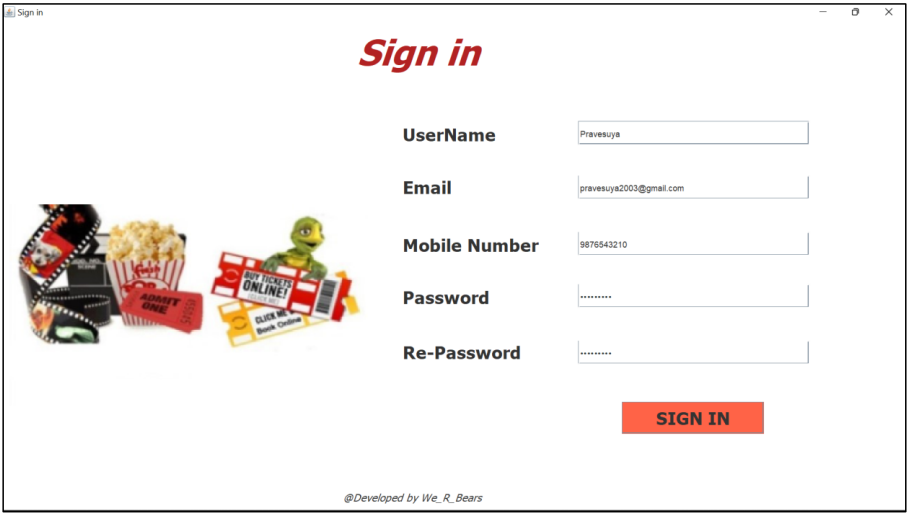 Sign in
Sign in
UserName
Pravesuya
Email
pravesuya2003@gmail.com
Mobile Number
9876543210
Password
•••••••••
Re-Password
•••••••••
fresh
ADMIT
ONE
BUY TICKETS
ONLINE!
(CLICK ME)
CLICK ME
Book Online
SIGN IN
@Developed by We_R_Bears